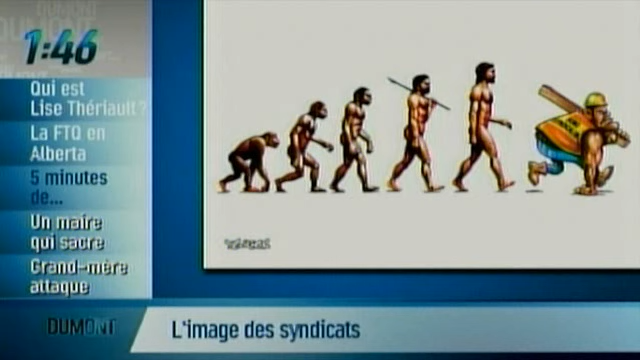 DUMONT
1:46
Qui est
Lise Thériault?
La FTQ en
Alberta
5 minutes
de...
Un maire
qui sacre
Grand-mère
attaque
DUMONT
L'image des syndicats